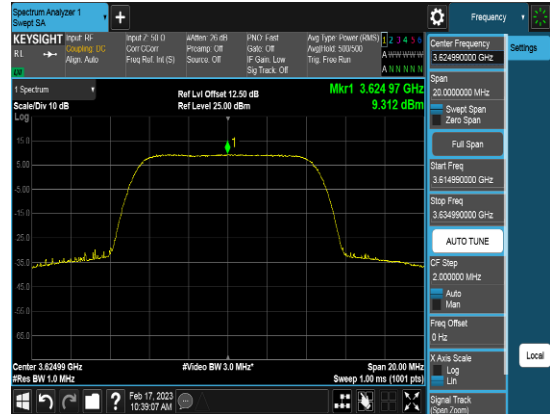 Spectrum Analyzer 1
Swept SA
+
Frequency
KEYSIGHT
RL
Input: RF
Coupling: DC
Align: Auto
Input Z: 50 Ω
Corr CCorr
Freq Ref: Int (S)
#Atten: 26 dB
Preamp: Off
Source: Off
PNO: Fast
Gate: Off
IF Gain: Low
Sig Track: Off
Avg Type: Power (RMS)
Avg|Hold: 500/500
Trig: Free Run
1 2 3 4 5 6
A W W W W W
A N N N N N
1 Spectrum
Scale/Div 10 dB
Log
Ref Lvl Offset 12.50 dB
Ref Level 25.00 dBm
Mkr1 3.624 97 GHz
9.312 dBm
1
15.0
5.00
-5.00
-15.0
-25.0
-35.0
-45.0
-55.0
-65.0
Center 3.62499 GHz
#Res BW 1.0 MHz
#Video BW 3.0 MHz*
Span 20.00 MHz
Sweep 1.00 ms (1001 pts)
Feb 17, 2023
10:39:07 AM
?
Center Frequency
3.624990000 GHz
Span
20.0000000 MHz
Swept Span
Zero Span
Full Span
Start Freq
3.614990000 GHz
Stop Freq
3.634990000 GHz
AUTO TUNE
CF Step
2.000000 MHz
Auto
Man
Freq Offset
0 Hz
X Axis Scale
Log
Lin
Signal Track
(Span Zoom)
Settings
Local